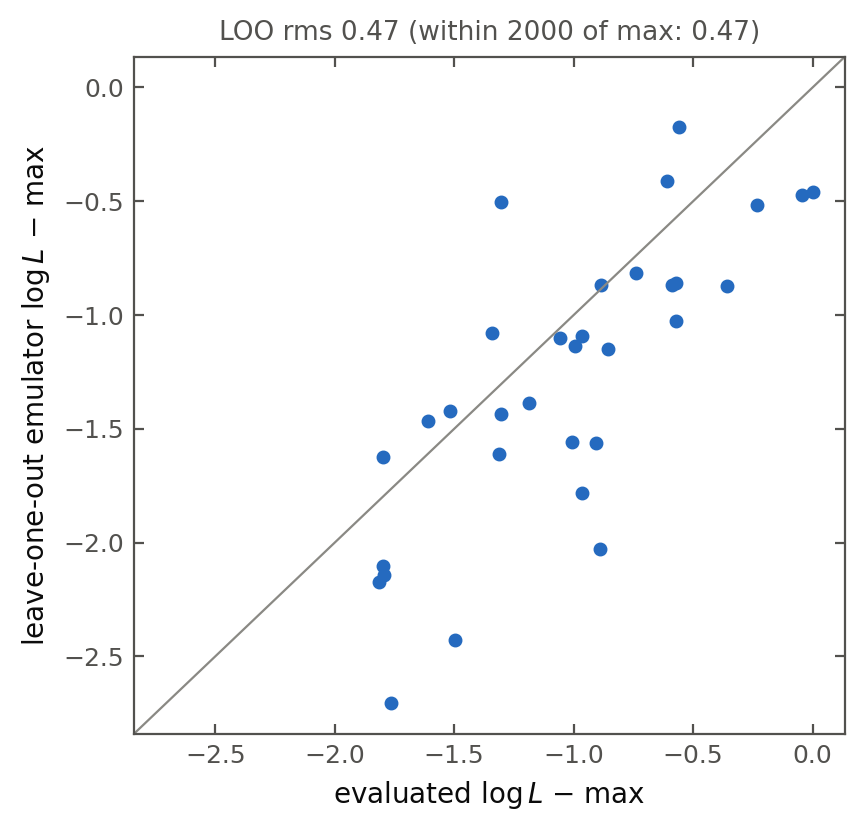 LOO rms 0.47 (within 2000 of max: 0.47)
leave-one-out emulator log L − max
0.0
−0.5
−1.0
−1.5
−2.0
−2.5
−2.5 −2.0 −1.5 −1.0 −0.5 0.0
evaluated log L − max